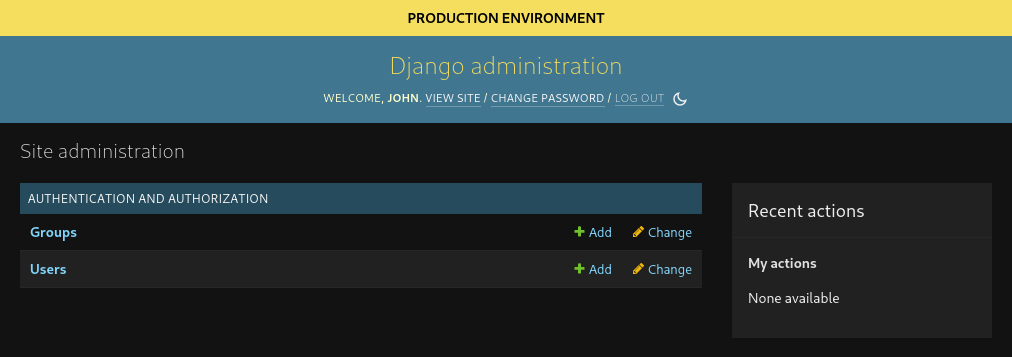 PRODUCTION ENVIRONMENT
Django administration
WELCOME, JOHN. VIEW SITE / CHANGE PASSWORD / LOG OUT
Site administration
AUTHENTICATION AND AUTHORIZATION
Groups Add Change
Users Add Change
Recent actions
My actions
None available